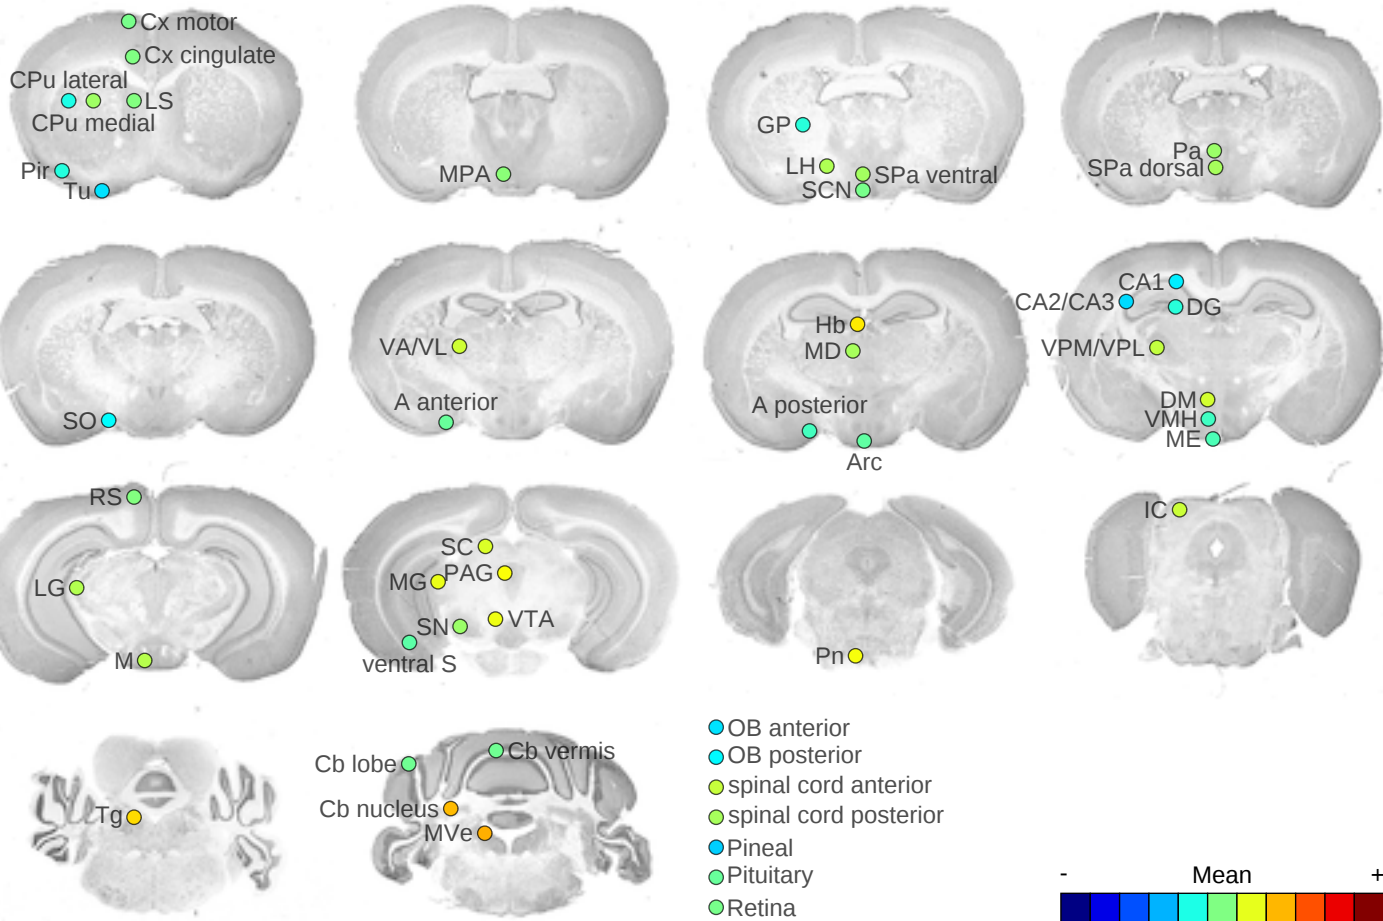 Cx motor
Cx cingulate
CPu lateral
LS
CPu medial
Pir
Tu
MPA
GP
LH
SPa ventral
SCN
Pa
SPa dorsal
SO
VA/VL
A anterior
Hb
MD
A posterior
Arc
CA1
CA2/CA3
DG
VPM/VPL
DM
VMH
ME
RS
LG
M
SC
MG
PAG
SN
VTA
ventral S
Pn
IC
Tg
Cb lobe
Cb vermis
Cb nucleus
MVe
OB anterior
OB posterior
spinal cord anterior
spinal cord posterior
Pineal
Pituitary
Retina
- Mean +